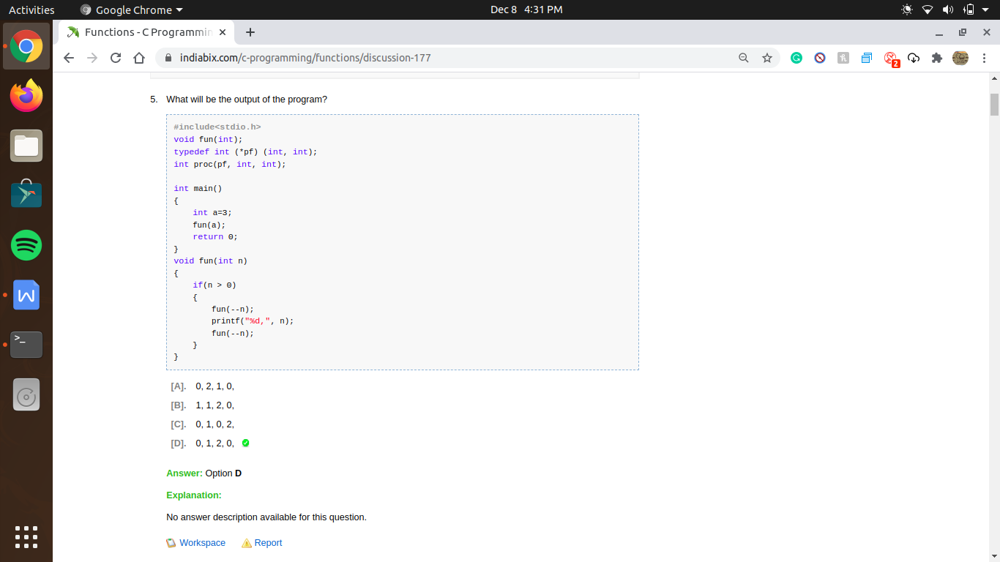 Activities
Google Chrome
Dec 8 4:31 PM
Functions - C Programmin
indiabix.com/c-programming/functions/discussion-177
2
5. What will be the output of the program?
#include<stdio.h>
void fun(int);
typedef int (*pf) (int, int);
int proc(pf, int, int);
int main()
{
    int a=3;
    fun(a);
    return 0;
}
void fun(int n)
{
    if(n > 0)
    {
        fun(--n);
        printf("%d,", n);
        fun(--n);
    }
}
[A]. 0, 2, 1, 0,
[B]. 1, 1, 2, 0,
[C]. 0, 1, 0, 2,
[D]. 0, 1, 2, 0,
Answer: Option D
Explanation:
No answer description available for this question.
Workspace Report